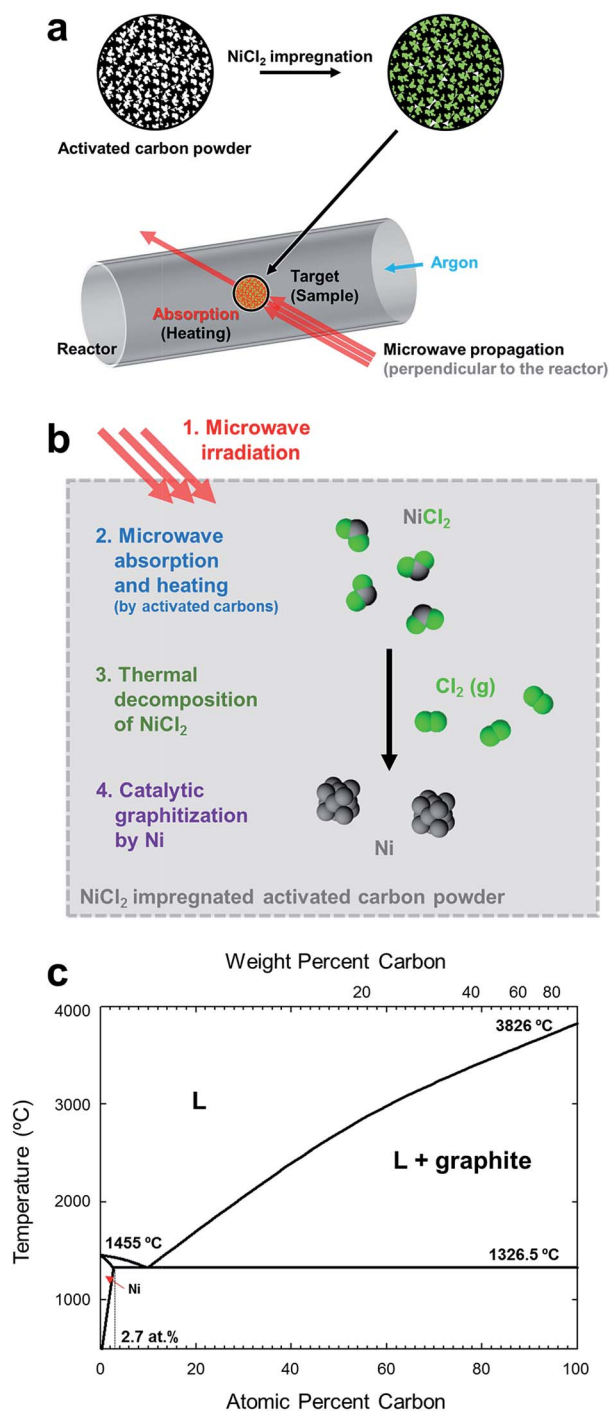 a
NiCl₂ impregnation
Activated carbon powder
Target
(Sample)
Argon
Absorption
(Heating)
Reactor
Microwave propagation
(perpendicular to the reactor)
b
1. Microwave
irradiation
2. Microwave
absorption
and heating
(by activated carbons)
NiCl₂
3. Thermal
decomposition
of NiCl₂
Cl₂ (g)
4. Catalytic
graphitization
by Ni
Ni
NiCl₂ impregnated activated carbon powder
c
Weight Percent Carbon
20 40 60 80
4000
3826 ºC
L
3000
L + graphite
Temperature (ºC)
2000
1455 ºC
1326.5 ºC
Ni
1000
2.7 at.%
0 20 40 60 80 100
Atomic Percent Carbon